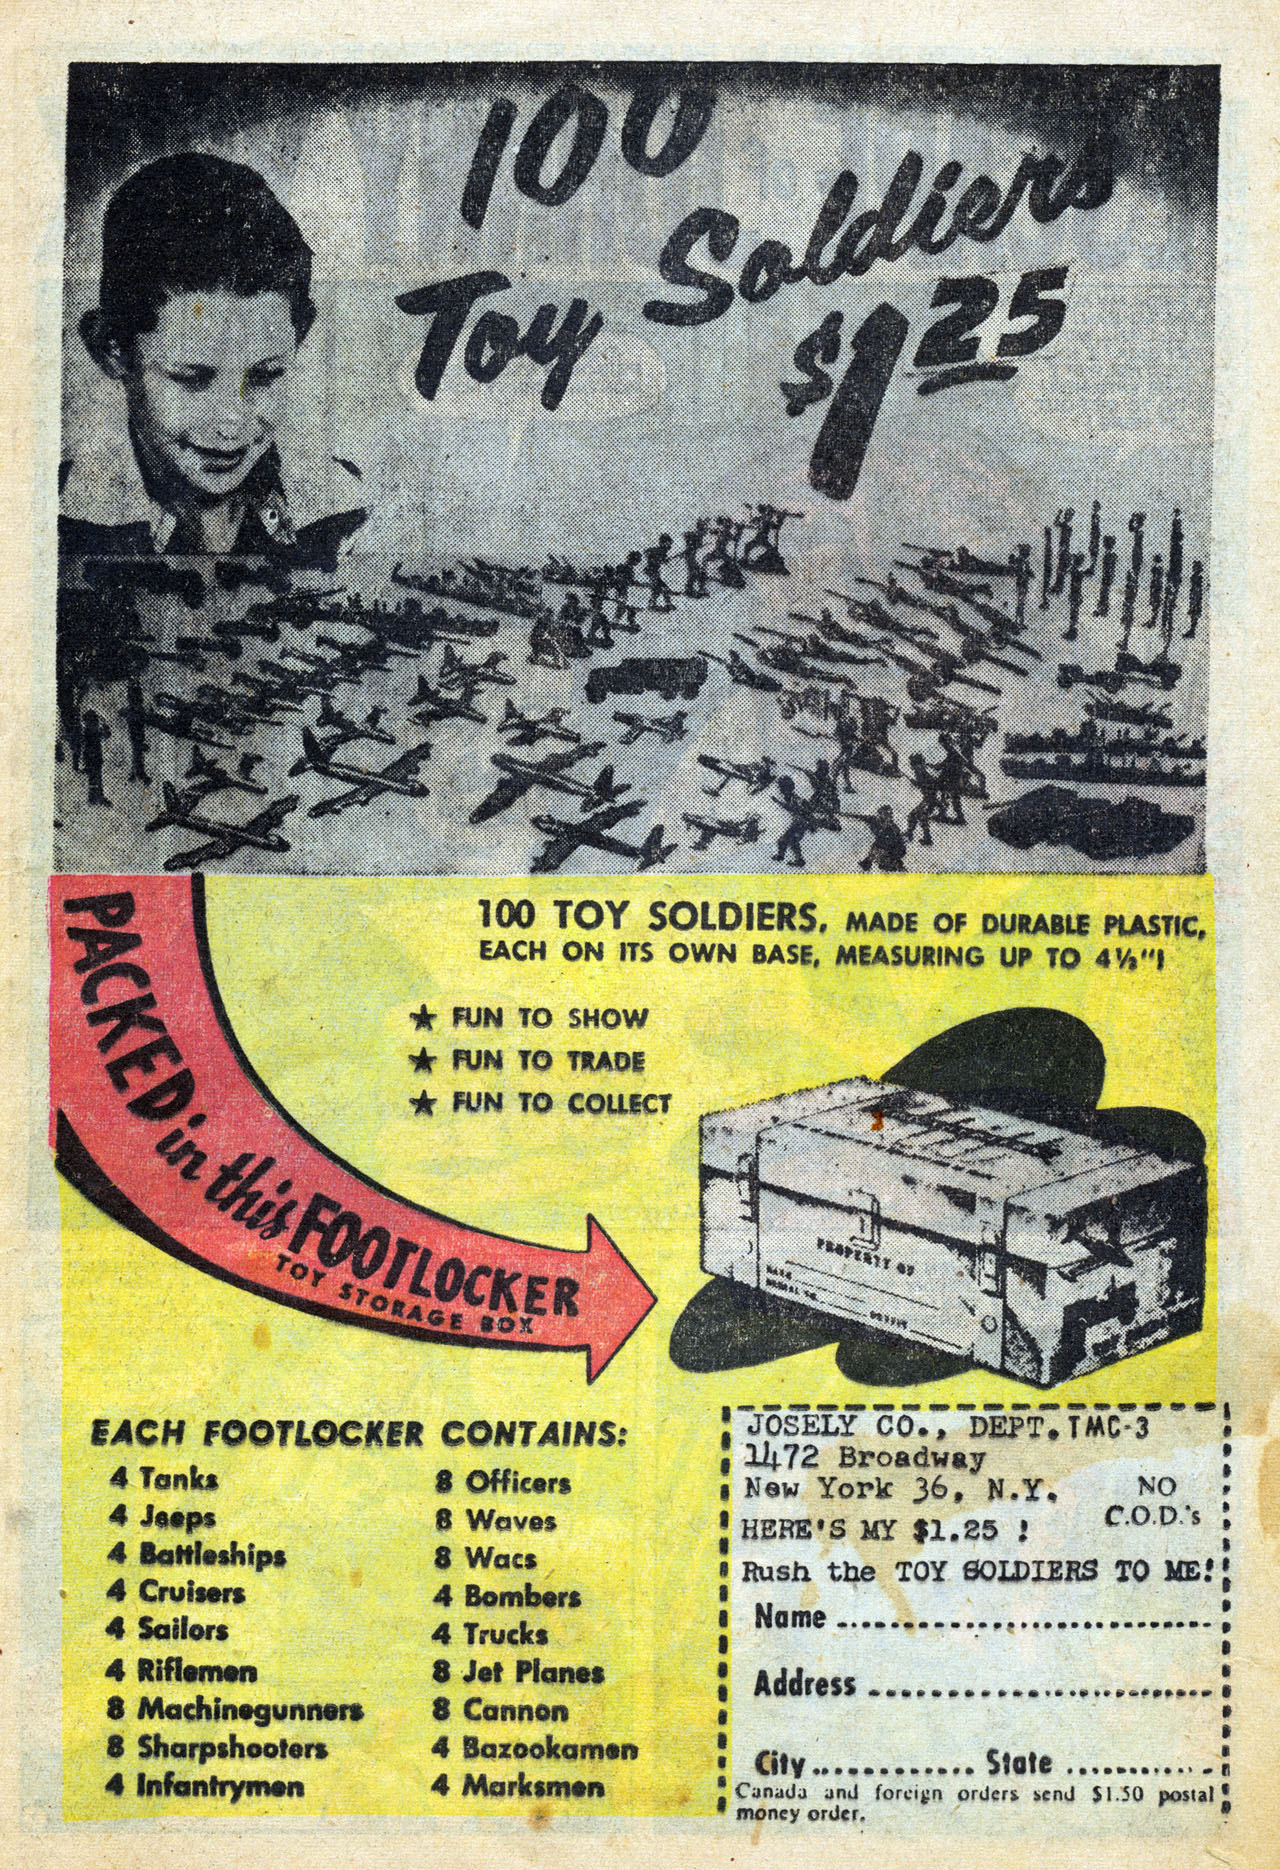 100
Toy Soldiers
$1.25
PACKED in this FOOTLOCKER
TOY STORAGE BOX
100 TOY SOLDIERS, MADE OF DURABLE PLASTIC,
EACH ON ITS OWN BASE, MEASURING UP TO 4½"!
★ FUN TO SHOW
★ FUN TO TRADE
★ FUN TO COLLECT
PROPERTY OF
EACH FOOTLOCKER CONTAINS:
4 Tanks
4 Jeeps
4 Battleships
4 Cruisers
4 Sailors
4 Riflemen
8 Machinegunners
8 Sharpshooters
4 Infantrymen
8 Officers
8 Waves
8 Wacs
4 Bombers
4 Trucks
8 Jet Planes
8 Cannon
4 Bazookamen
4 Marksmen
JOSELY CO., DEPT. TMC-3
1472 Broadway
New York 36, N.Y.
NO
C.O.D.'s
HERE'S MY $1.25 !
Rush the TOY SOLDIERS TO ME!
Name
Address
City State
Canada and foreign orders send $1.50 postal
money order.